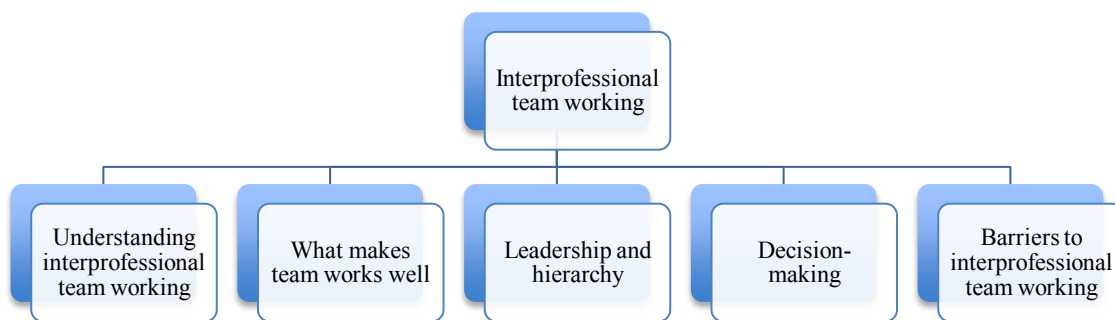 Interprofessional
team working
Understanding
interprofessional
team working
What makes
team works well
Leadership and
hierarchy
Decision-
making
Barriers to
interprofessional
team working